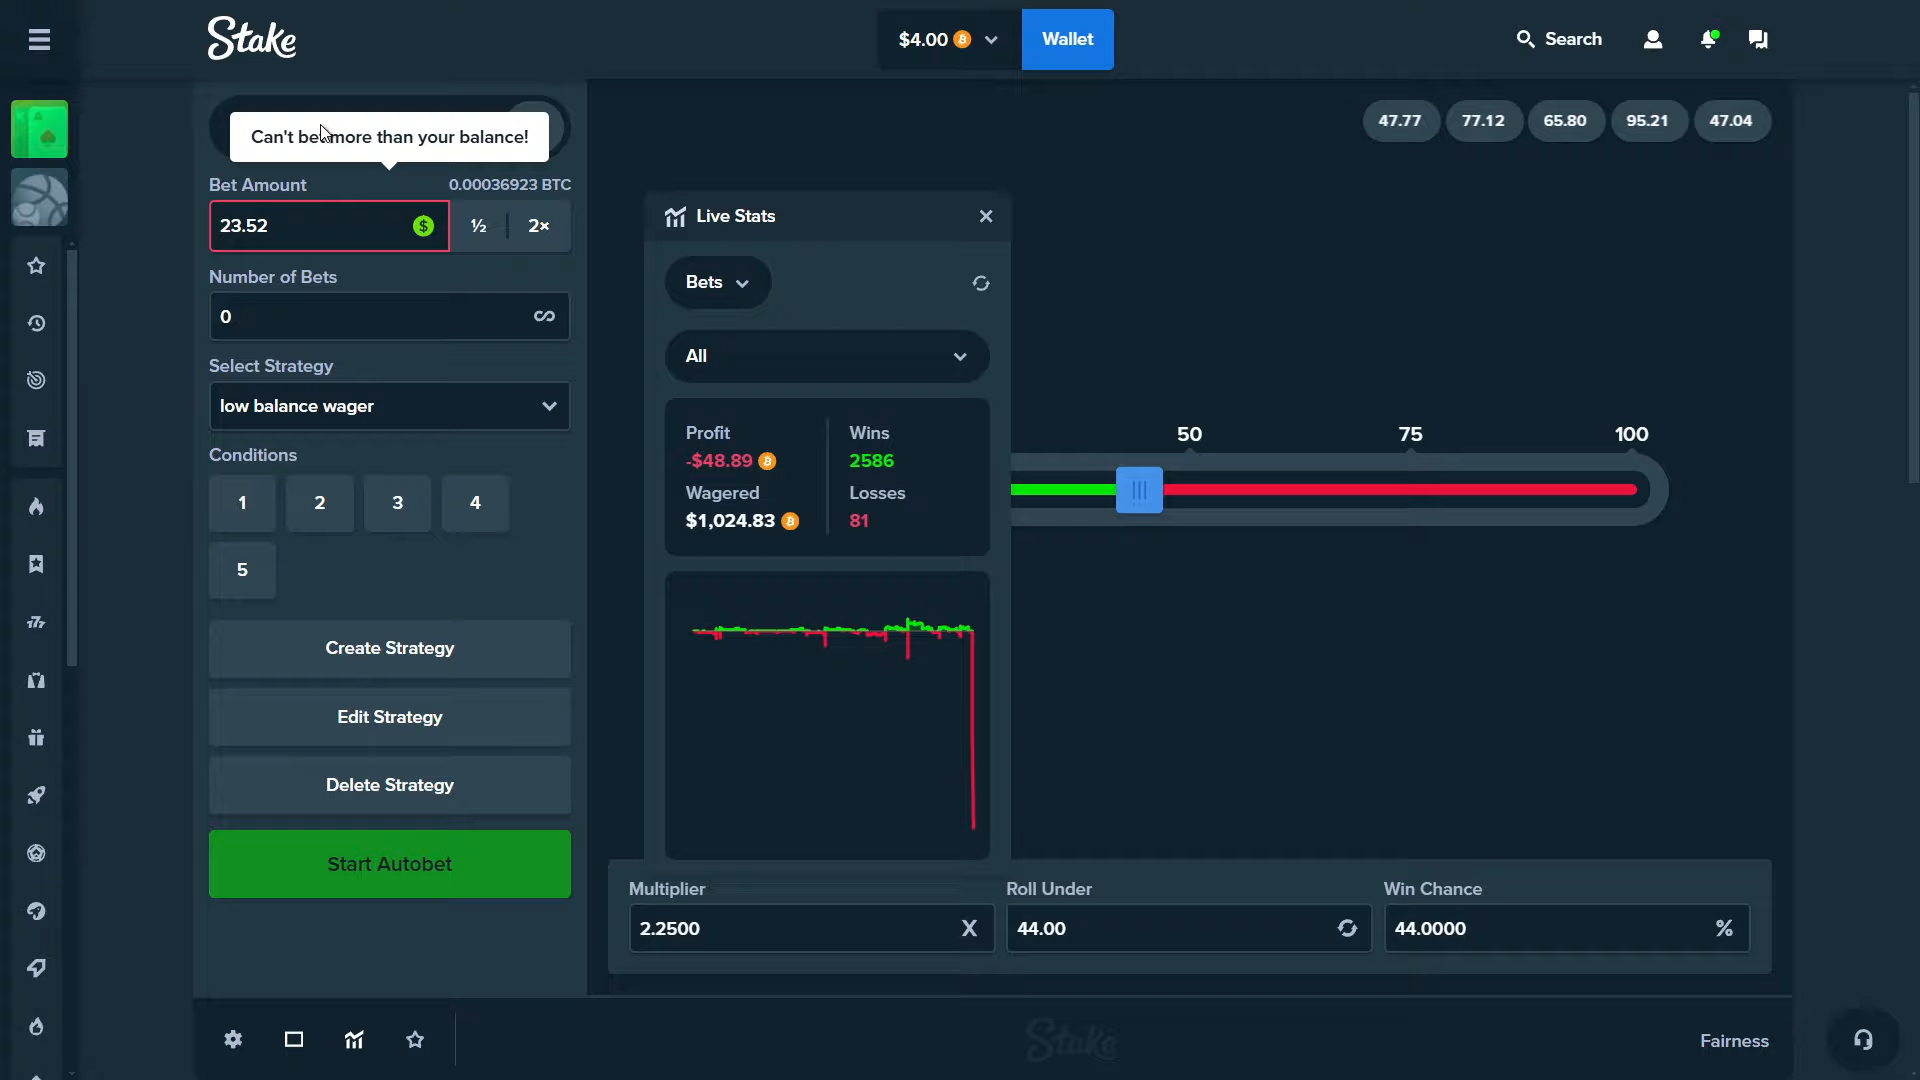 Stake
$4.00
Wallet
Search
Can't bet more than your balance!
47.77
77.12
65.80
95.21
47.04
Bet Amount
0.00036923 BTC
23.52
½
2×
Number of Bets
0
Select Strategy
low balance wager
Conditions
1
2
3
4
5
Create Strategy
Edit Strategy
Delete Strategy
Start Autobet
Live Stats
Bets
All
Profit
-$48.89
Wins
2586
Wagered
$1,024.83
Losses
81
50
75
100
Multiplier
2.2500
Roll Under
44.00
Win Chance
44.0000
%
Stake
Fairness